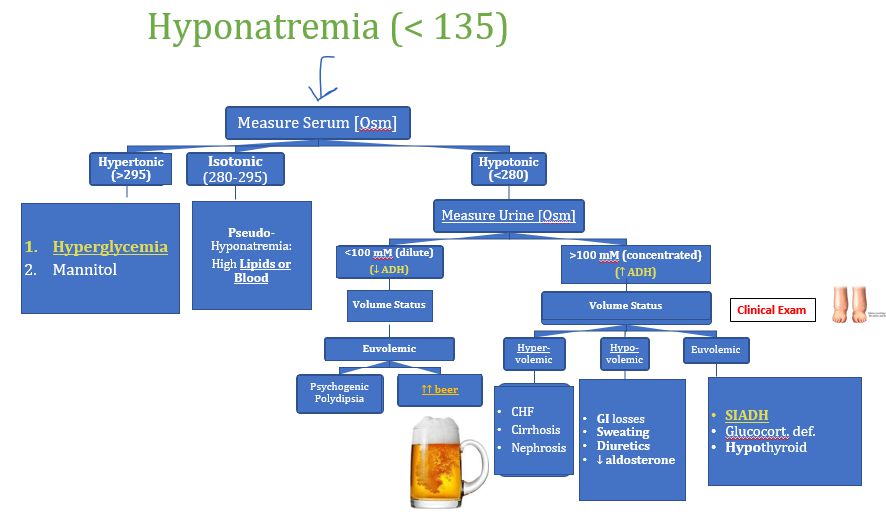 Hyponatremia (< 135)
Measure Serum [Osm]
Hypertonic
(>295)
Isotonic
(280-295)
Hypotonic
(<280)
1. Hyperglycemia
2. Mannitol
Pseudo-
Hyponatremia:
High Lipids or
Blood
Measure Urine [Osm]
<100 mM (dilute)
(↓ ADH)
>100 mM (concentrated)
(↑ ADH)
Volume Status
Volume Status
Clinical Exam
Euvolemic
Hyper-
volemic
Hypo-
volemic
Euvolemic
Psychogenic
Polydipsia
↑↑ beer
• CHF
• Cirrhosis
• Nephrosis
• GI losses
• Sweating
• Diuretics
• ↓ aldosterone
• SIADH
• Glucocort. def.
• Hypothyroid